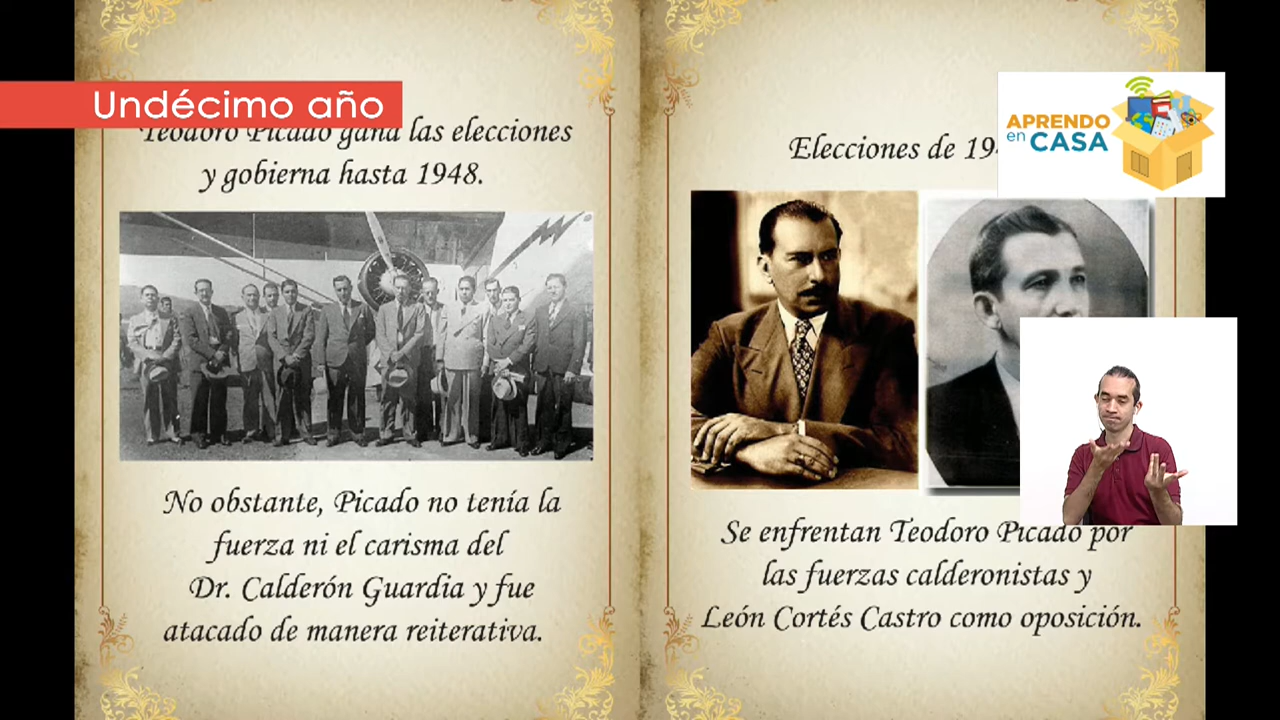 Undécimo año
Teodoro Picado gana las elecciones
y gobierna hasta 1948.
No obstante, Picado no tenía la
fuerza ni el carisma del
Dr. Calderón Guardia y fue
atacado de manera reiterativa.
APRENDO
en CASA
Elecciones de
Se enfrentan Teodoro Picado por
las fuerzas calderonistas y
León Cortés Castro como oposición.